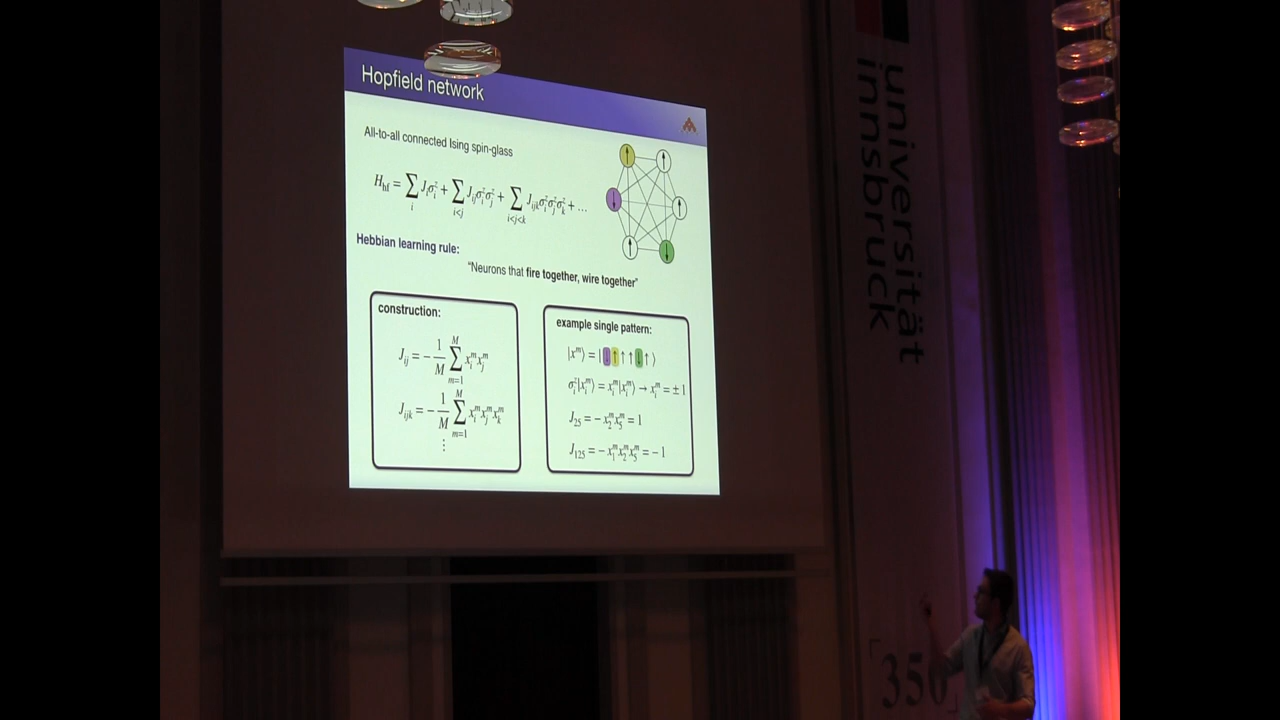 Hopfield network
All-to-all connected Ising spin-glass
H_hf = ∑_i J_i σ_i^z + ∑_{i<j} J_ij σ_i^z σ_j^z + ∑_{i<j<k} J_ijk σ_i^z σ_j^z σ_k^z + …
Hebbian learning rule:
"Neurons that fire together, wire together"
construction:
J_ij = − 1/M ∑_{m=1}^M x_i^m x_j^m
J_ijk = − 1/M ∑_{m=1}^M x_i^m x_j^m x_k^m
⋮
example single pattern:
|x^m⟩ = |↓↑↑↑↓↑⟩
σ_i^z|x_i^m⟩ = x_i^m|x_i^m⟩ → x_i^m = ± 1
J_25 = − x_2^m x_5^m = 1
J_125 = − x_1^m x_2^m x_5^m = − 1
universität
innsbruck
350